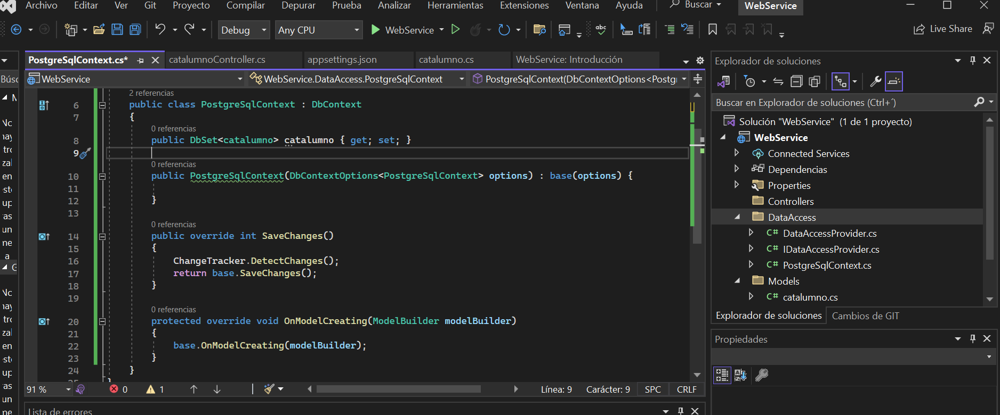 Archivo Editar Ver Git Proyecto Compilar Depurar Prueba Analizar Herramientas Extensiones Ventana Ayuda Buscar WebService
Debug Any CPU WebService abc Live Share
PostgreSqlContext.cs* catalumnoController.cs appsettings.json catalumno.cs WebService: Introducción
WebService WebService.DataAccess.PostgreSqlContext PostgreSqlContext(DbContextOptions<Postgr
2 referencias
6 public class PostgreSqlContext : DbContext
7 {
0 referencias
8 public DbSet<catalumno> catalumno { get; set; }
9
0 referencias
10 public PostgreSqlContext(DbContextOptions<PostgreSqlContext> options) : base(options) {
11
12 }
13
0 referencias
14 public override int SaveChanges()
15 {
16 ChangeTracker.DetectChanges();
17 return base.SaveChanges();
18 }
19
0 referencias
20 protected override void OnModelCreating(ModelBuilder modelBuilder)
21 {
22 base.OnModelCreating(modelBuilder);
23 }
24 }
91 % 0 1 Línea: 9 Carácter: 9 SPC CRLF
Lista de errores
Explorador de soluciones
Buscar en Explorador de soluciones (Ctrl+´)
Solución "WebService" (1 de 1 proyecto)
WebService
Connected Services
Dependencias
Properties
Controllers
DataAccess
C# DataAccessProvider.cs
C# IDataAccessProvider.cs
C# PostgreSqlContext.cs
Models
C# catalumno.cs
Explorador de soluciones Cambios de GIT
Propiedades